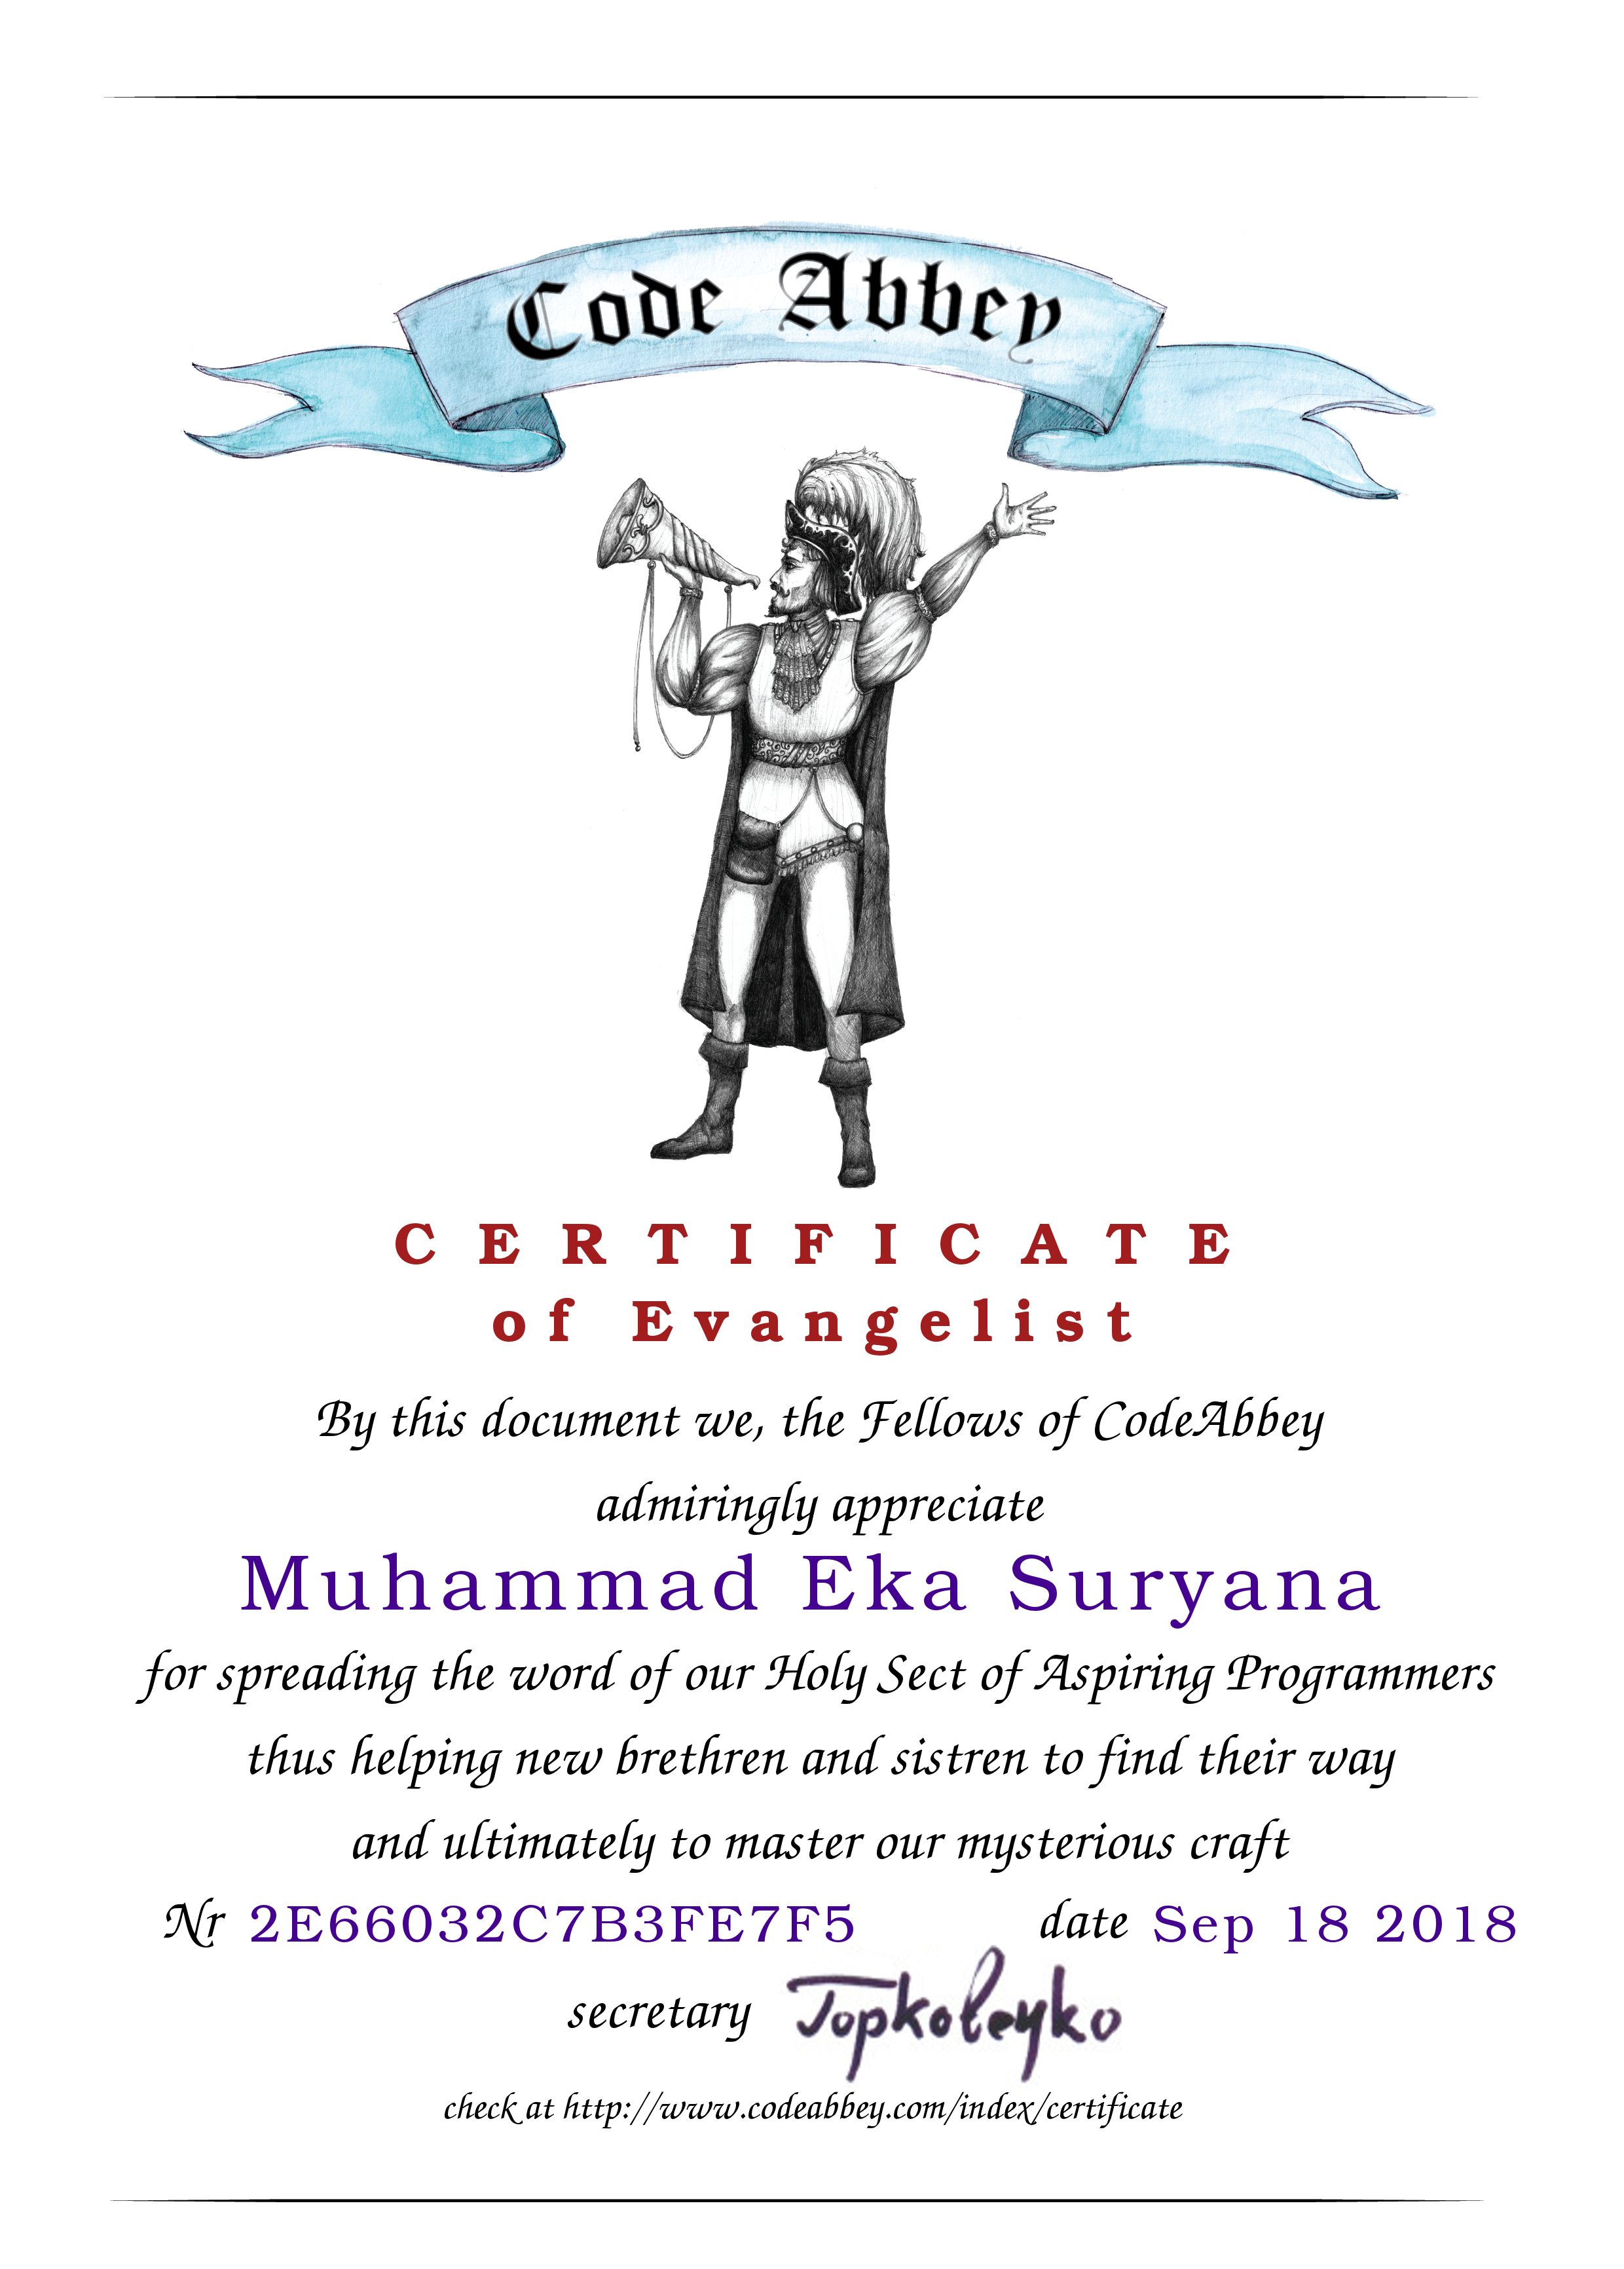 Code Abbey
CERTIFICATE
of Evangelist
By this document we, the Fellows of CodeAbbey
admiringly appreciate
Muhammad Eka Suryana
for spreading the word of our Holy Sect of Aspiring Programmers
thus helping new brethren and sistren to find their way
and ultimately to master our mysterious craft
Nr 2E66032C7B3FE7F5 date Sep 18 2018
secretary Topkoleyko
check at http://www.codeabbey.com/index/certificate